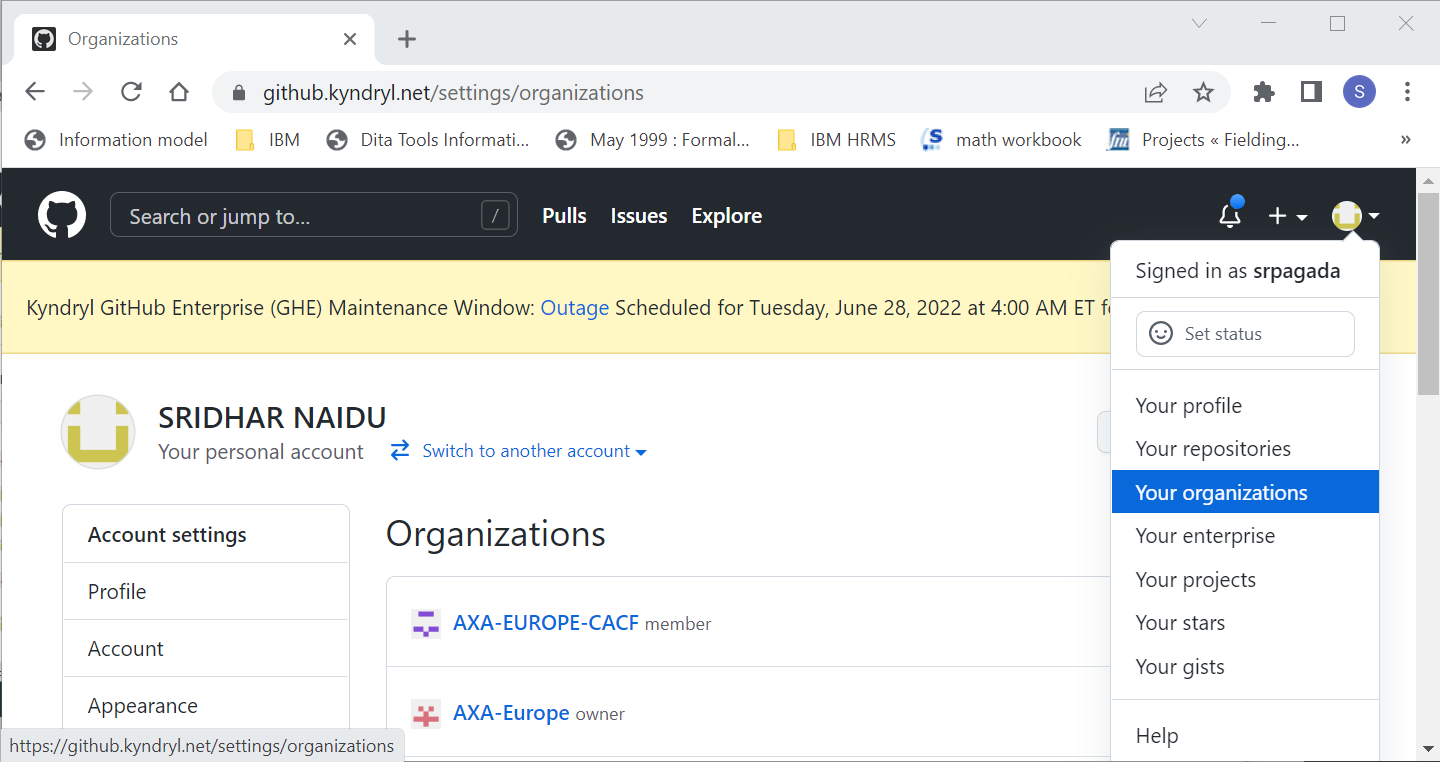 Organizations
github.kyndryl.net/settings/organizations
S
Information model
IBM
Dita Tools Informati...
May 1999 : Formal...
IBM HRMS
math workbook
Projects « Fielding...
»
Search or jump to...
/
Pulls
Issues
Explore
Signed in as srpagada
Kyndryl GitHub Enterprise (GHE) Maintenance Window: Outage Scheduled for Tuesday, June 28, 2022 at 4:00 AM ET
Set status
SRIDHAR NAIDU
Your personal account
Switch to another account
Your profile
Your repositories
Your organizations
Your enterprise
Your projects
Your stars
Your gists
Help
Account settings
Profile
Account
Appearance
Organizations
AXA-EUROPE-CACF member
AXA-Europe owner
https://github.kyndryl.net/settings/organizations